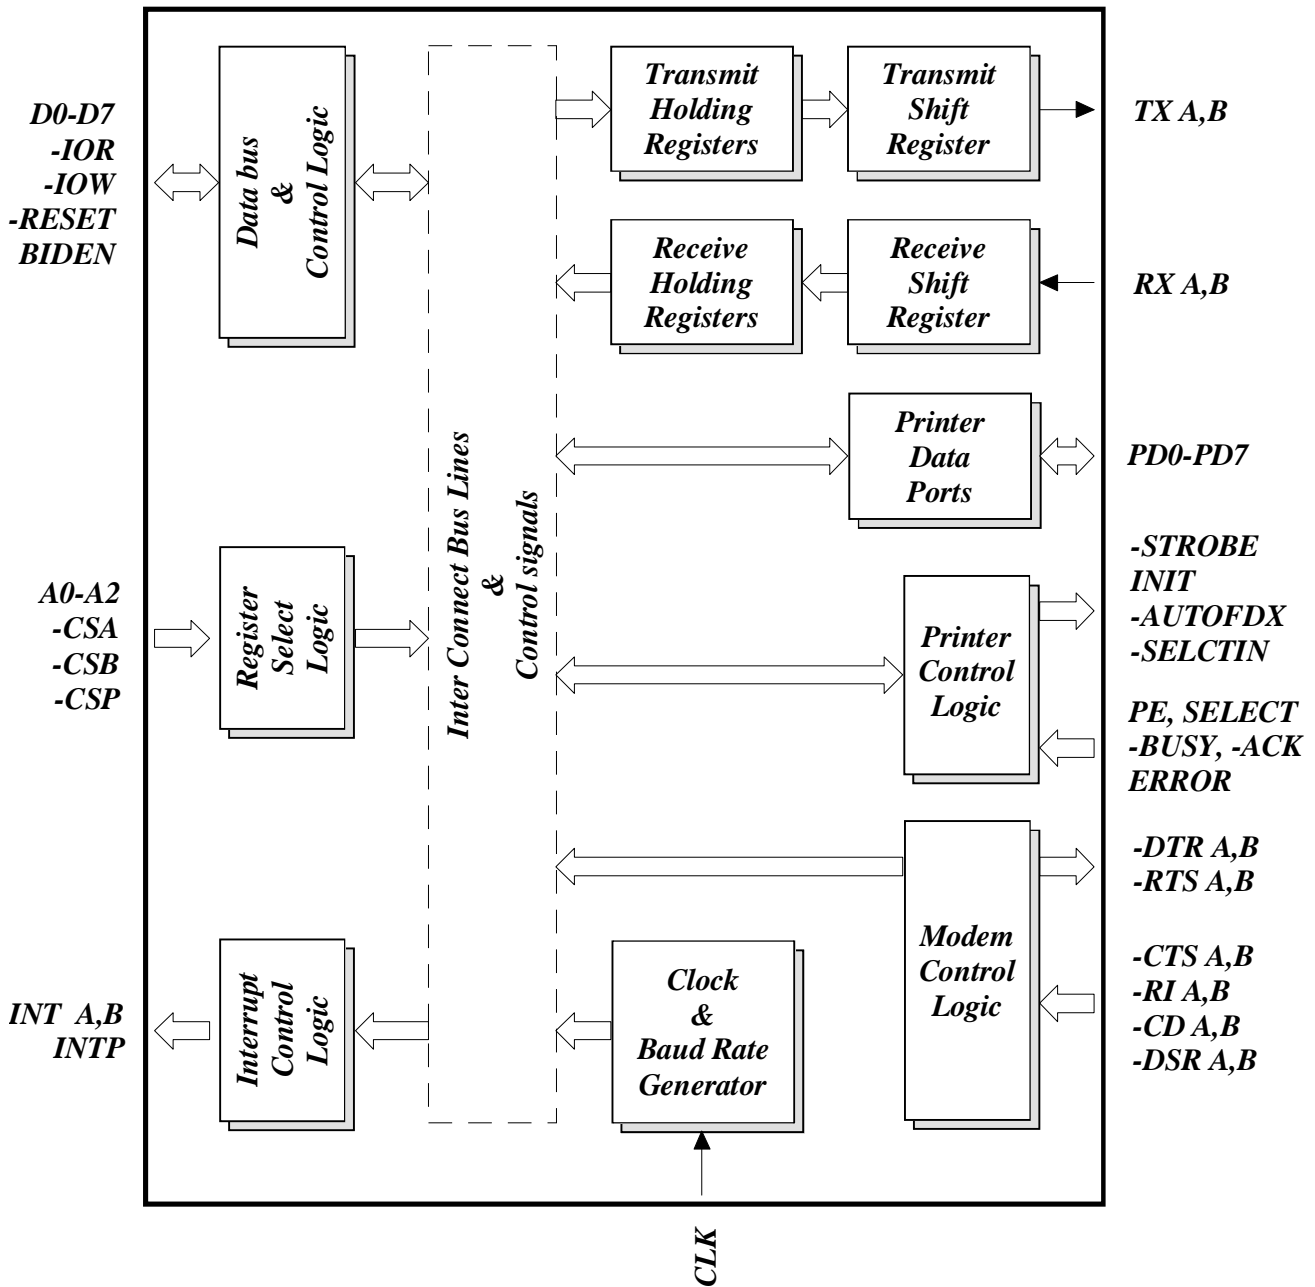 D0-D7
-IOR
-IOW
-RESET
BIDEN
Data bus
&
Control Logic
A0-A2
-CSA
-CSB
-CSP
Register
Select
Logic
INT A,B
INTP
Interrupt
Control
Logic
Inter Connect Bus Lines
&
Control signals
Transmit
Holding
Registers
Transmit
Shift
Register
TX A,B
Receive
Holding
Registers
Receive
Shift
Register
RX A,B
Printer
Data
Ports
PD0-PD7
Printer
Control
Logic
-STROBE
INIT
-AUTOFDX
-SELCTIN
PE, SELECT
-BUSY, -ACK
ERROR
Modem
Control
Logic
-DTR A,B
-RTS A,B
-CTS A,B
-RI A,B
-CD A,B
-DSR A,B
Clock
&
Baud Rate
Generator
CLK